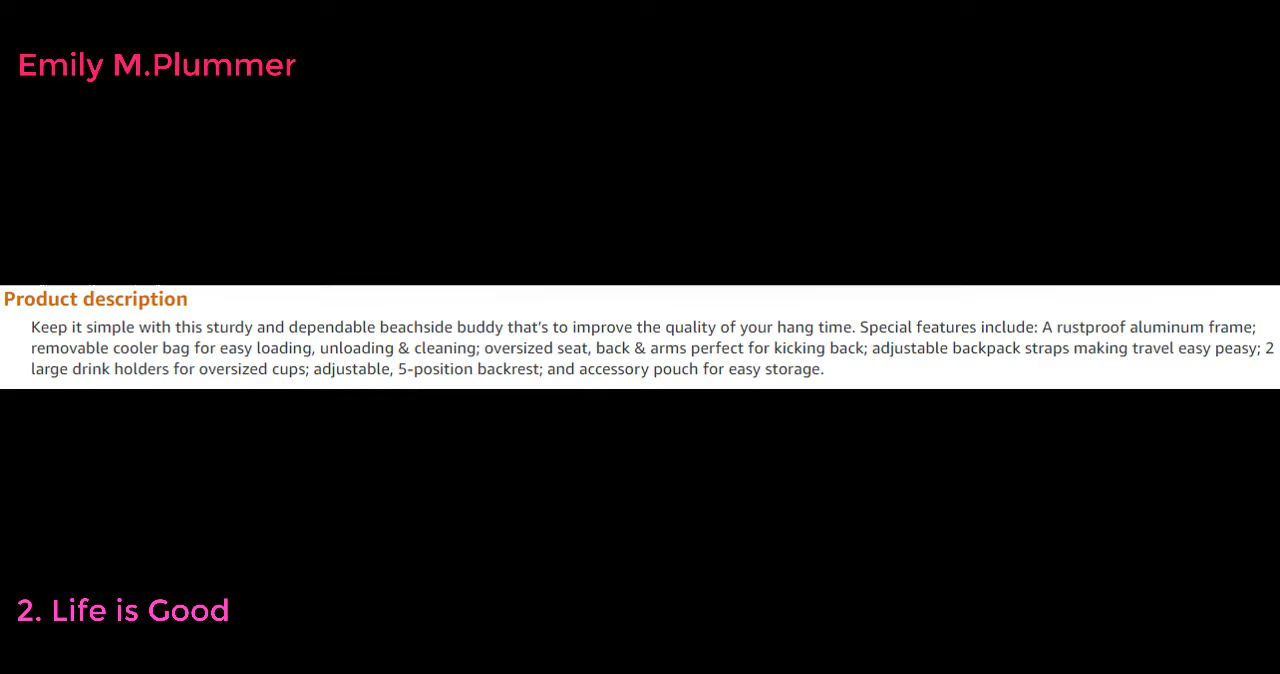 Emily M.Plummer
Product description
Keep it simple with this sturdy and dependable beachside buddy that's to improve the quality of your hang time. Special features include: A rustproof aluminum frame;
removable cooler bag for easy loading, unloading & cleaning; oversized seat, back & arms perfect for kicking back; adjustable backpack straps making travel easy peasy; 2
large drink holders for oversized cups; adjustable, 5-position backrest; and accessory pouch for easy storage.
2. Life is Good